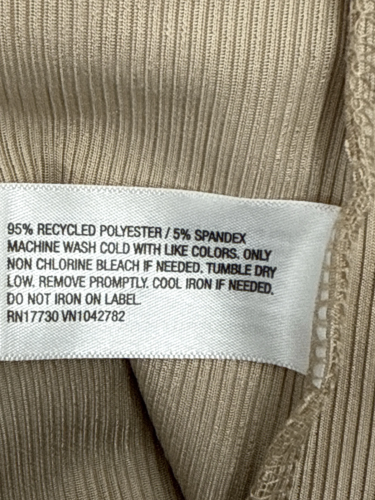 95% RECYCLED POLYESTER / 5% SPANDEX
MACHINE WASH COLD WITH LIKE COLORS. ONLY
NON CHLORINE BLEACH IF NEEDED. TUMBLE DRY
LOW. REMOVE PROMPTLY. COOL IRON IF NEEDED.
DO NOT IRON ON LABEL.
RN17730 VN1042782